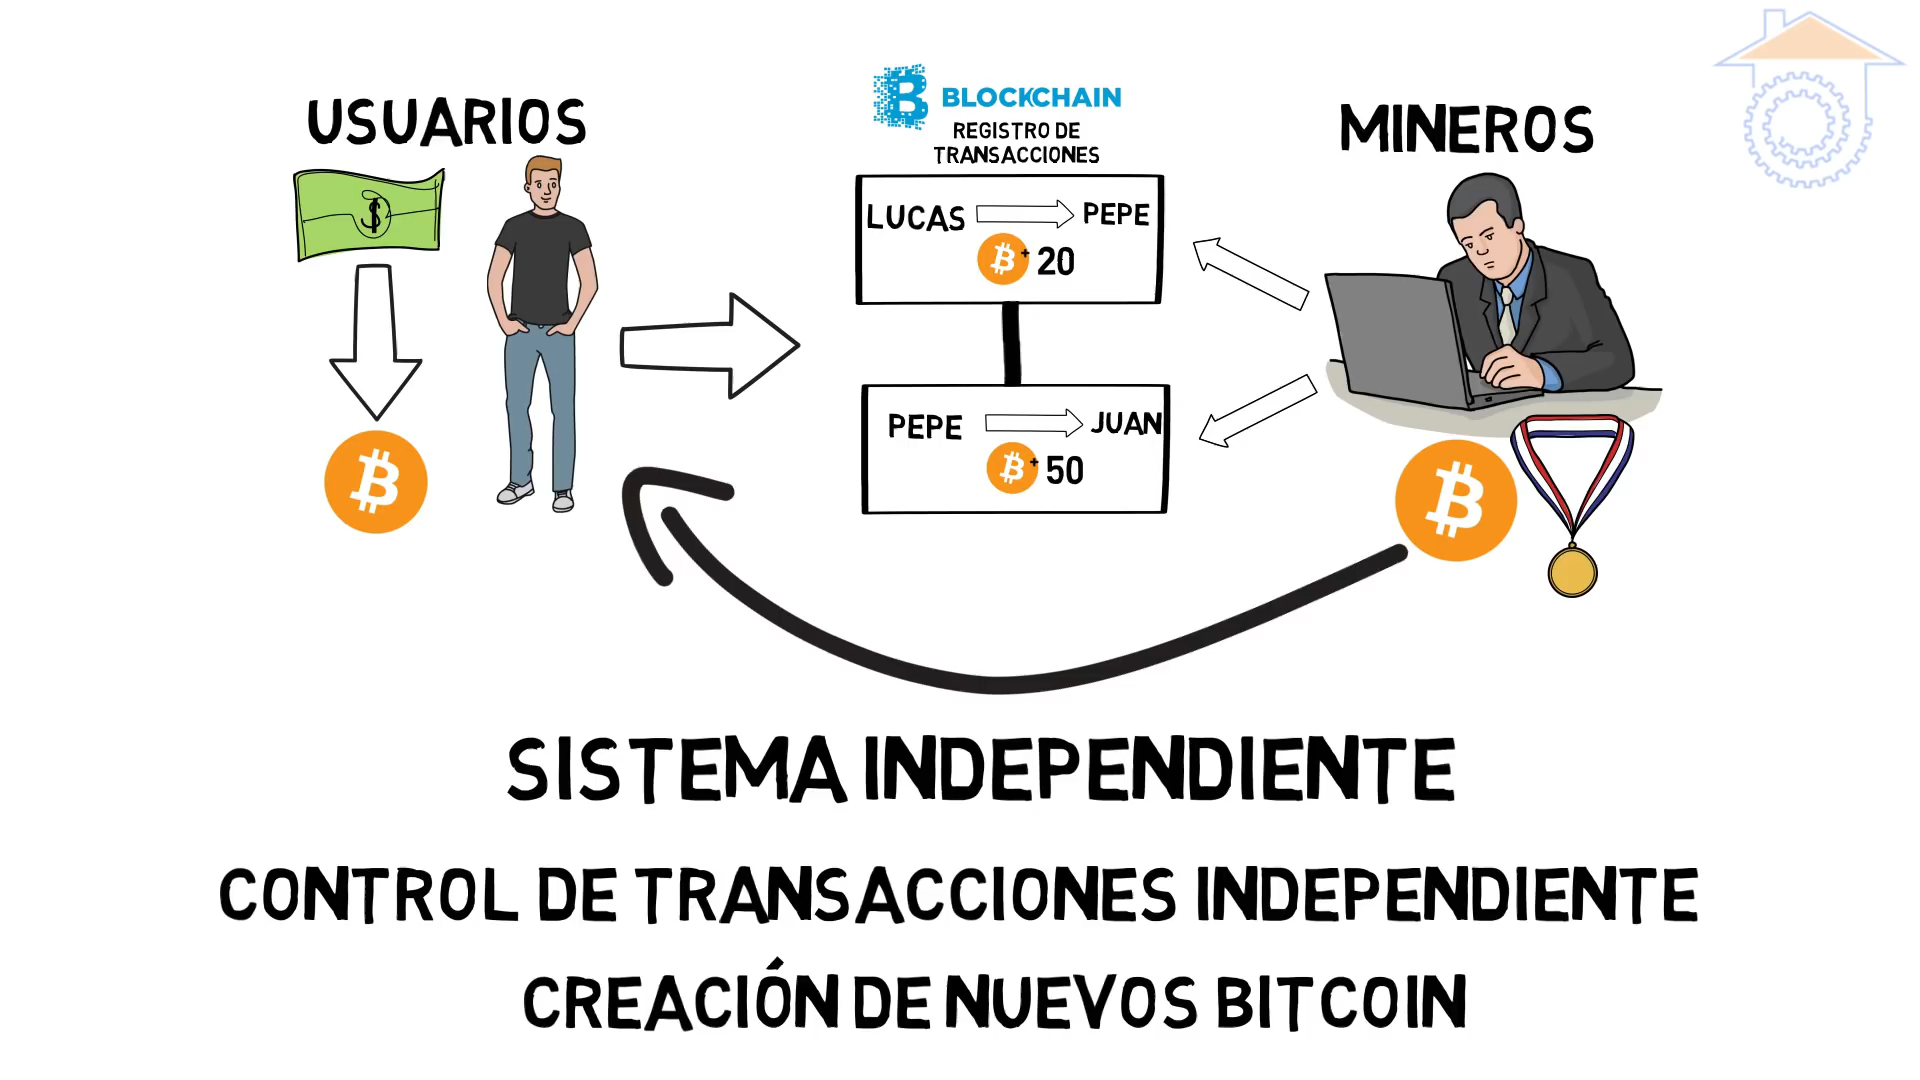 USUARIOS
BLOCKCHAIN
REGISTRO DE
TRANSACCIONES
MINEROS
LUCAS PEPE
+ 20
PEPE JUAN
+ 50
SISTEMA INDEPENDIENTE
CONTROL DE TRANSACCIONES INDEPENDIENTE
CREACIÓN DE NUEVOS BITCOIN